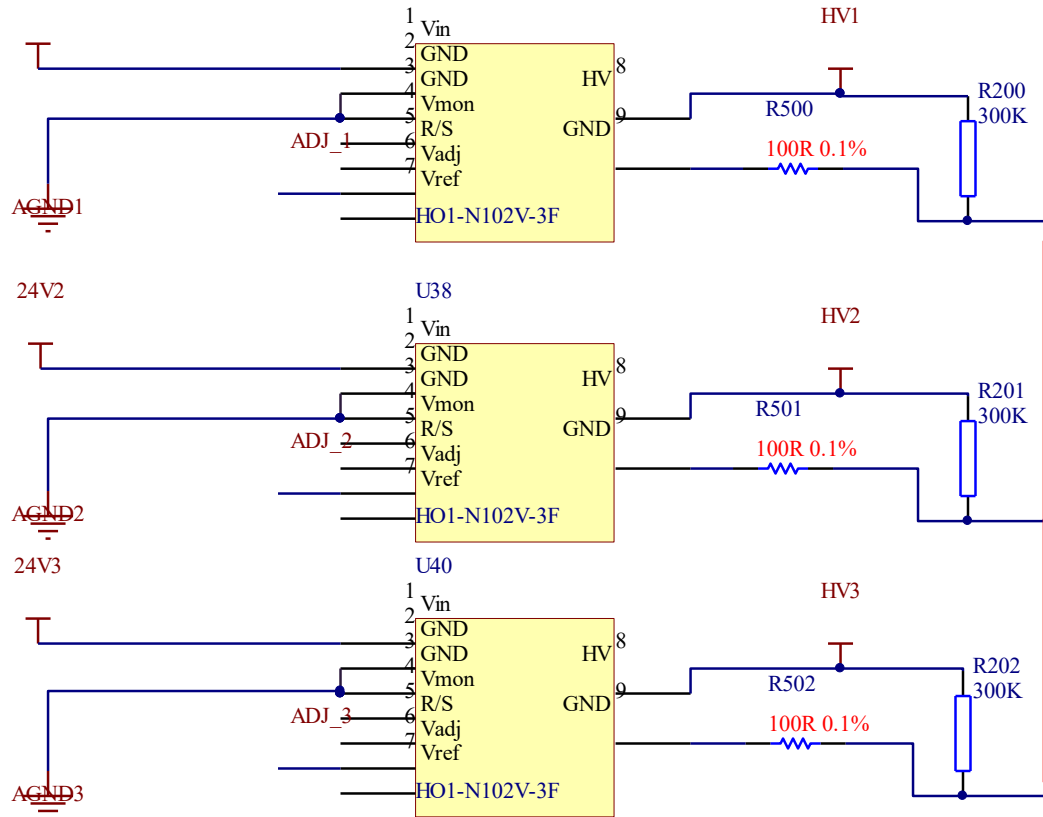 1
Vin
2
GND
3
GND
4
Vmon
5
R/S
ADJ_1
6
Vadj
7
Vref
HO1-N102V-3F
AGND1
HV
8
GND
9
HV1
R500
100R 0.1%
R200
300K
24V2
U38
1
Vin
2
GND
3
GND
4
Vmon
5
R/S
ADJ_2
6
Vadj
7
Vref
HO1-N102V-3F
AGND2
HV
8
GND
9
HV2
R501
100R 0.1%
R201
300K
24V3
U40
1
Vin
2
GND
3
GND
4
Vmon
5
R/S
ADJ_3
6
Vadj
7
Vref
HO1-N102V-3F
AGND3
HV
8
GND
9
HV3
R502
100R 0.1%
R202
300K